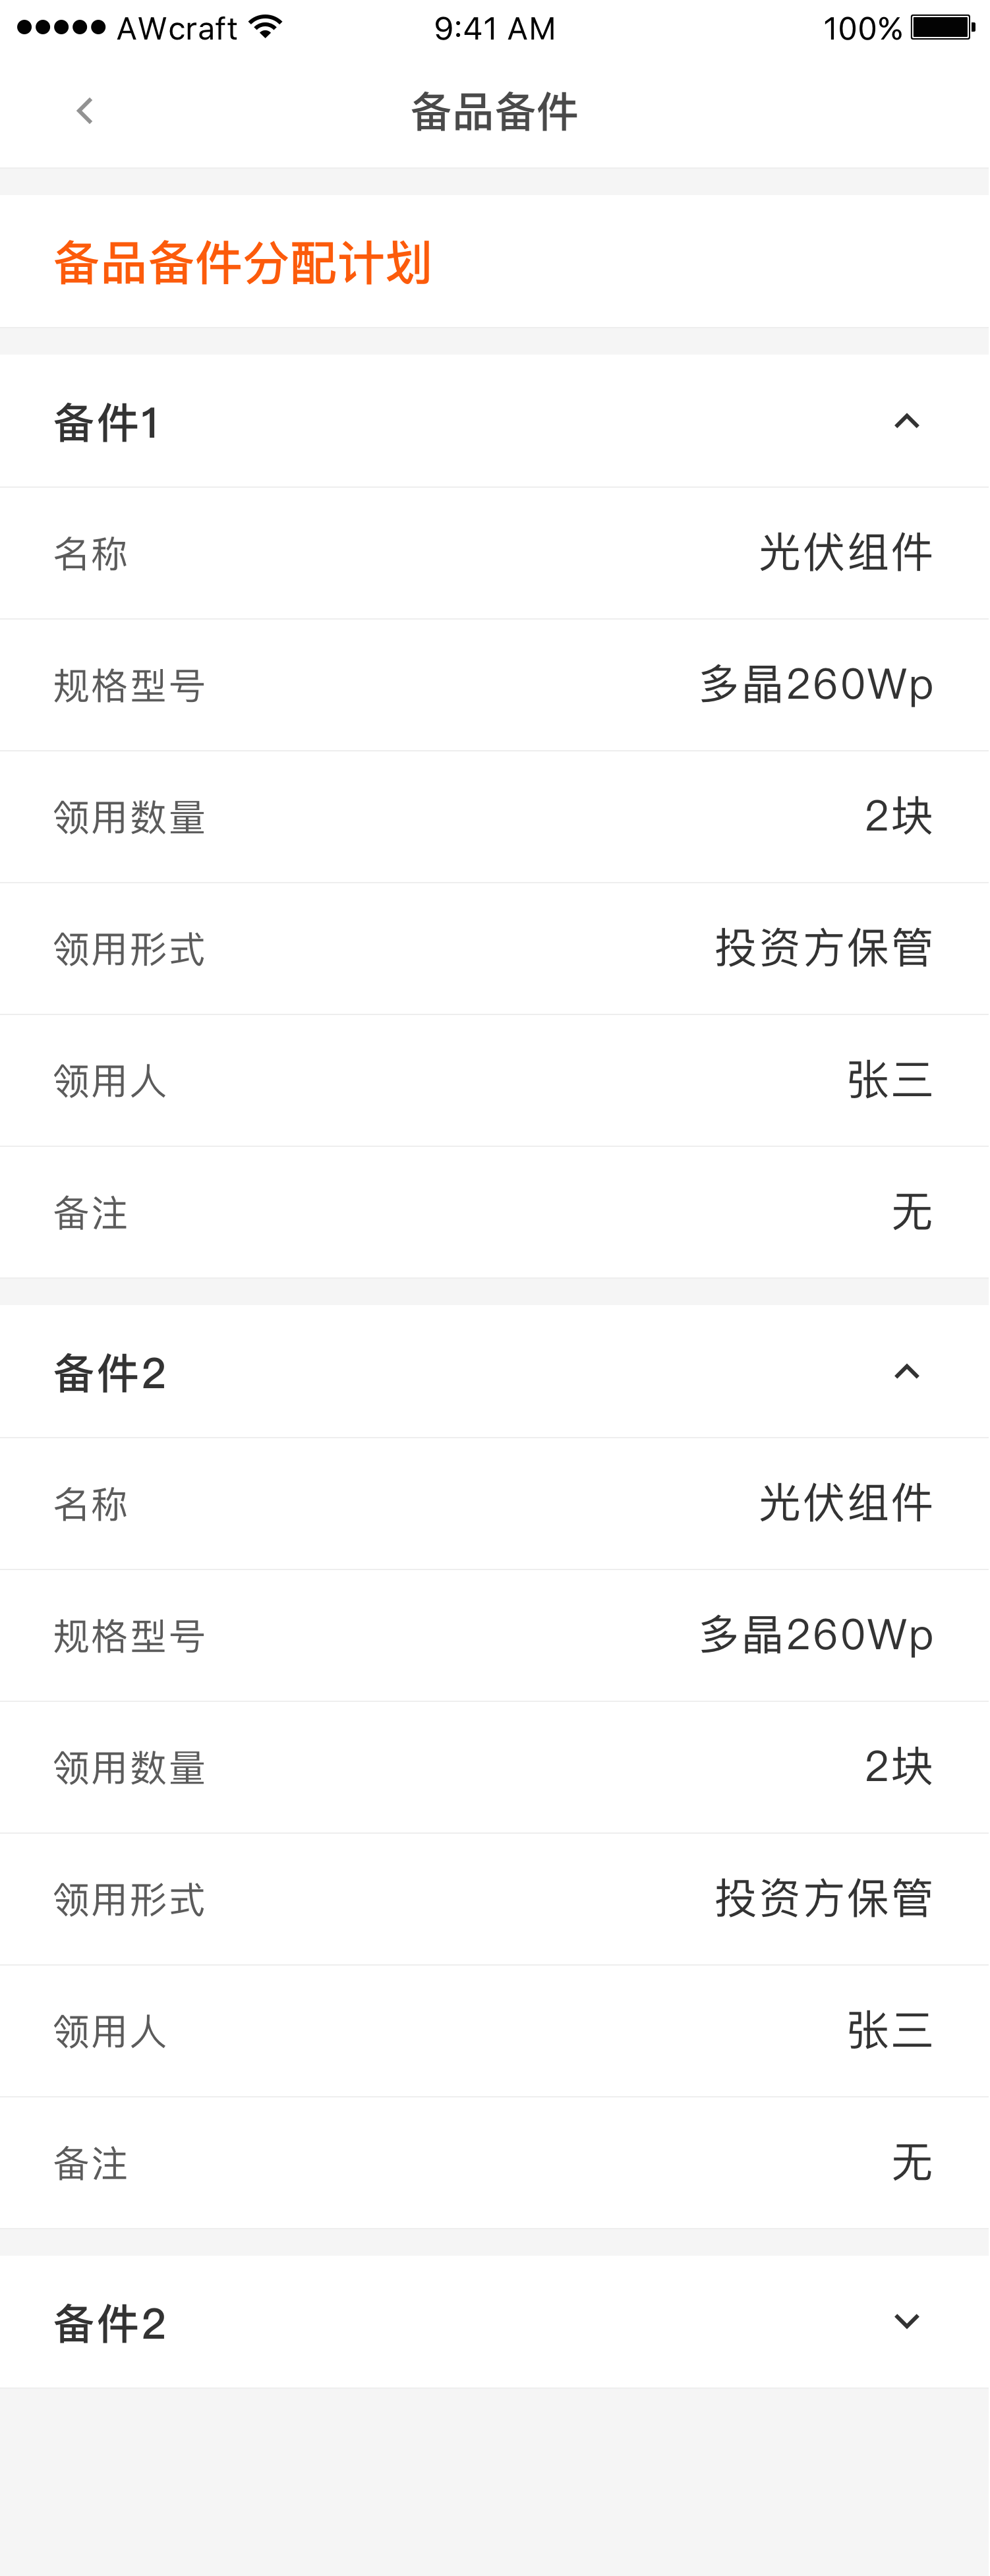 AWcraft 9:41 AM 100%
备品备件
备品备件分配计划
备件1
名称 光伏组件
规格型号 多晶260Wp
领用数量 2块
领用形式 投资方保管
领用人 张三
备注 无
备件2
名称 光伏组件
规格型号 多晶260Wp
领用数量 2块
领用形式 投资方保管
领用人 张三
备注 无
备件2